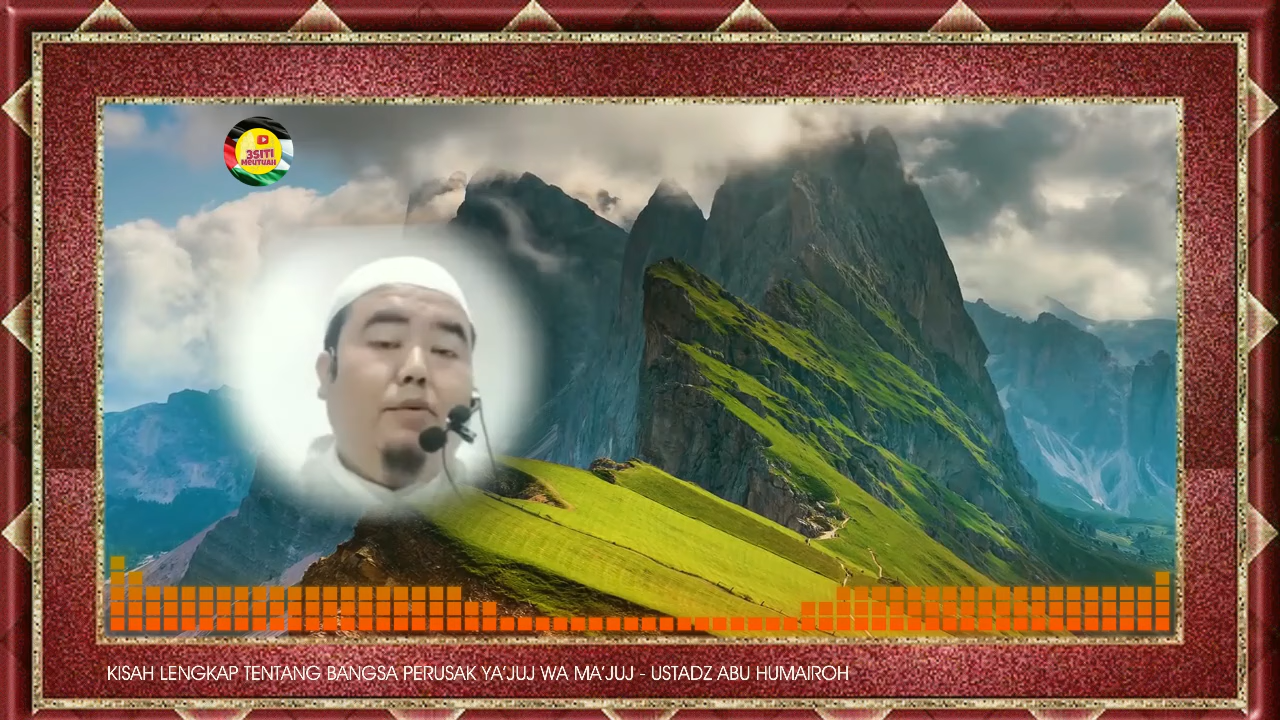 3SITI
MEUTUAH
KISAH LENGKAP TENTANG BANGSA PERUSAK YA'JUJ WA MA'JUJ - USTADZ ABU HUMAIROH